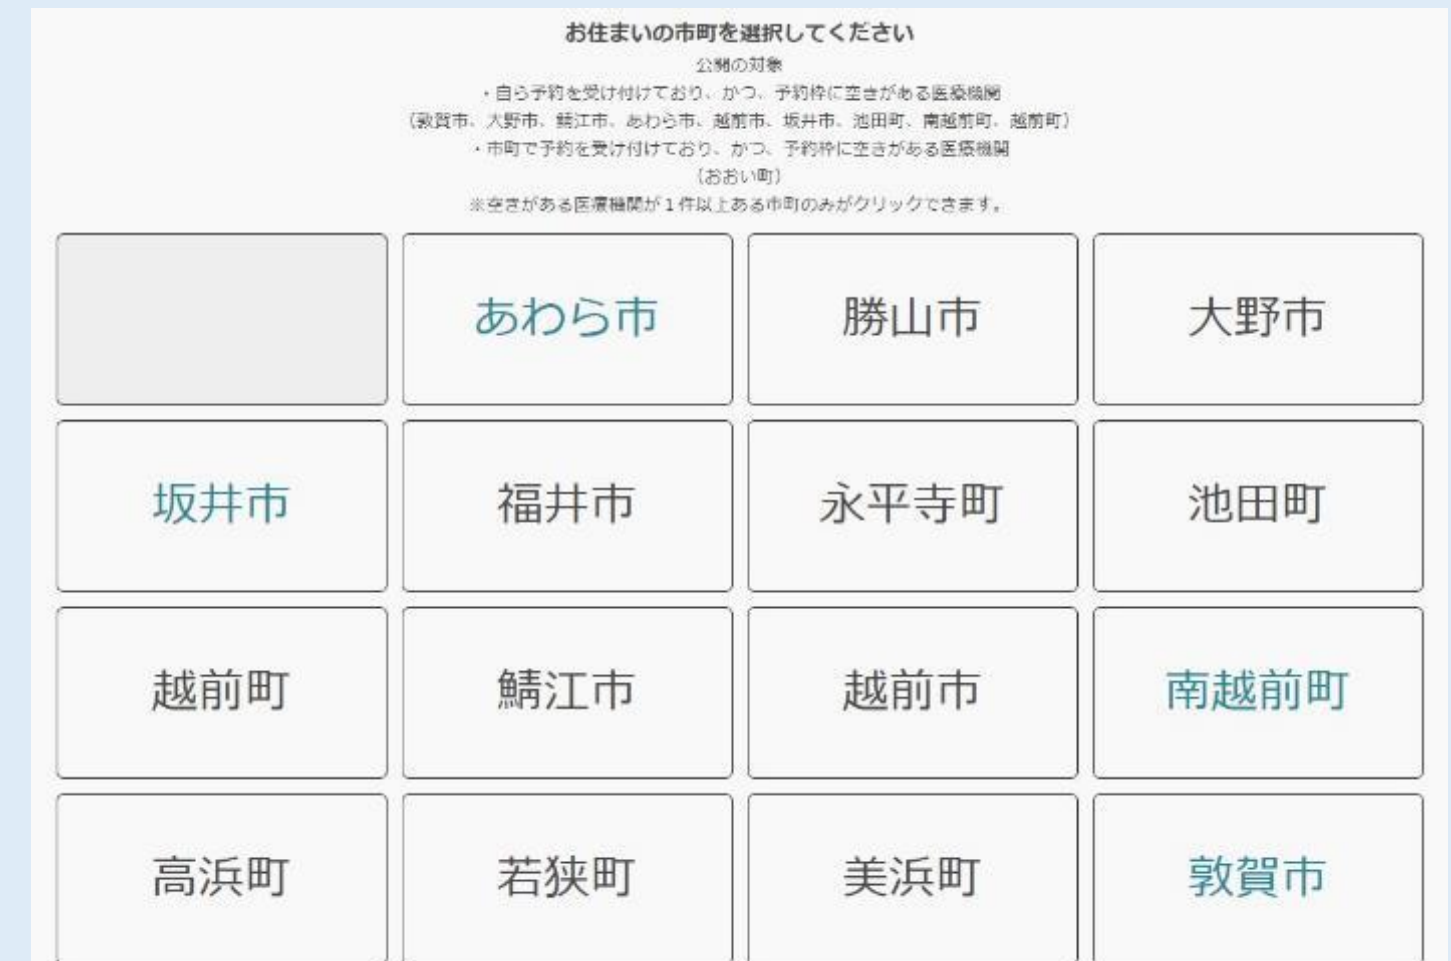 お住まいの市町を選択してください
公開の対象
・自ら予約を受け付けており、かつ、予約枠に空きがある医療機関
（敦賀市、大野市、鯖江市、あわら市、越前市、坂井市、池田町、南越前町、越前町）
・市町で予約を受け付けており、かつ、予約枠に空きがある医療機関
（おおい町）
※空きがある医療機関が１件以上ある市町のみがクリックできます。
あわら市
勝山市
大野市
坂井市
福井市
永平寺町
池田町
越前町
鯖江市
越前市
南越前町
高浜町
若狭町
美浜町
敦賀市